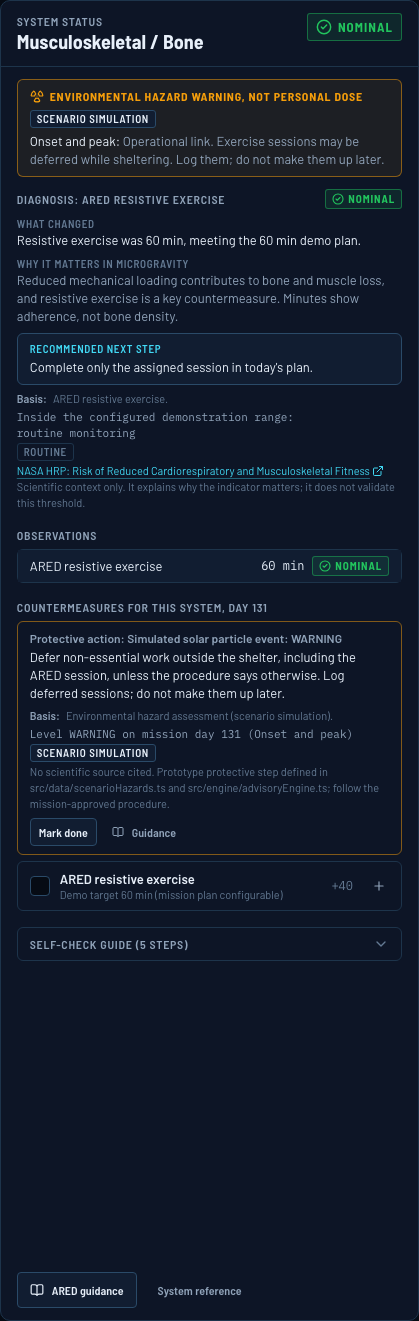 SYSTEM STATUS
Musculoskeletal / Bone
NOMINAL
ENVIRONMENTAL HAZARD WARNING, NOT PERSONAL DOSE
SCENARIO SIMULATION
Onset and peak: Operational link. Exercise sessions may be
deferred while sheltering. Log them; do not make them up later.
DIAGNOSIS: ARED RESISTIVE EXERCISE
NOMINAL
WHAT CHANGED
Resistive exercise was 60 min, meeting the 60 min demo plan.
WHY IT MATTERS IN MICROGRAVITY
Reduced mechanical loading contributes to bone and muscle loss,
and resistive exercise is a key countermeasure. Minutes show
adherence, not bone density.
RECOMMENDED NEXT STEP
Complete only the assigned session in today's plan.
Basis: ARED resistive exercise.
Inside the configured demonstration range:
routine monitoring
ROUTINE
NASA HRP: Risk of Reduced Cardiorespiratory and Musculoskeletal Fitness
Scientific context only. It explains why the indicator matters; it does not validate
this threshold.
OBSERVATIONS
ARED resistive exercise 60 min NOMINAL
COUNTERMEASURES FOR THIS SYSTEM, DAY 131
Protective action: Simulated solar particle event: WARNING
Defer non-essential work outside the shelter, including the
ARED session, unless the procedure says otherwise. Log
deferred sessions; do not make them up later.
Basis: Environmental hazard assessment (scenario simulation).
Level WARNING on mission day 131 (Onset and peak)
SCENARIO SIMULATION
No scientific source cited. Prototype protective step defined in
src/data/scenarioHazards.ts and src/engine/advisoryEngine.ts; follow the
mission-approved procedure.
Mark done Guidance
ARED resistive exercise
Demo target 60 min (mission plan configurable)
+40 +
SELF-CHECK GUIDE (5 STEPS)
ARED guidance System reference